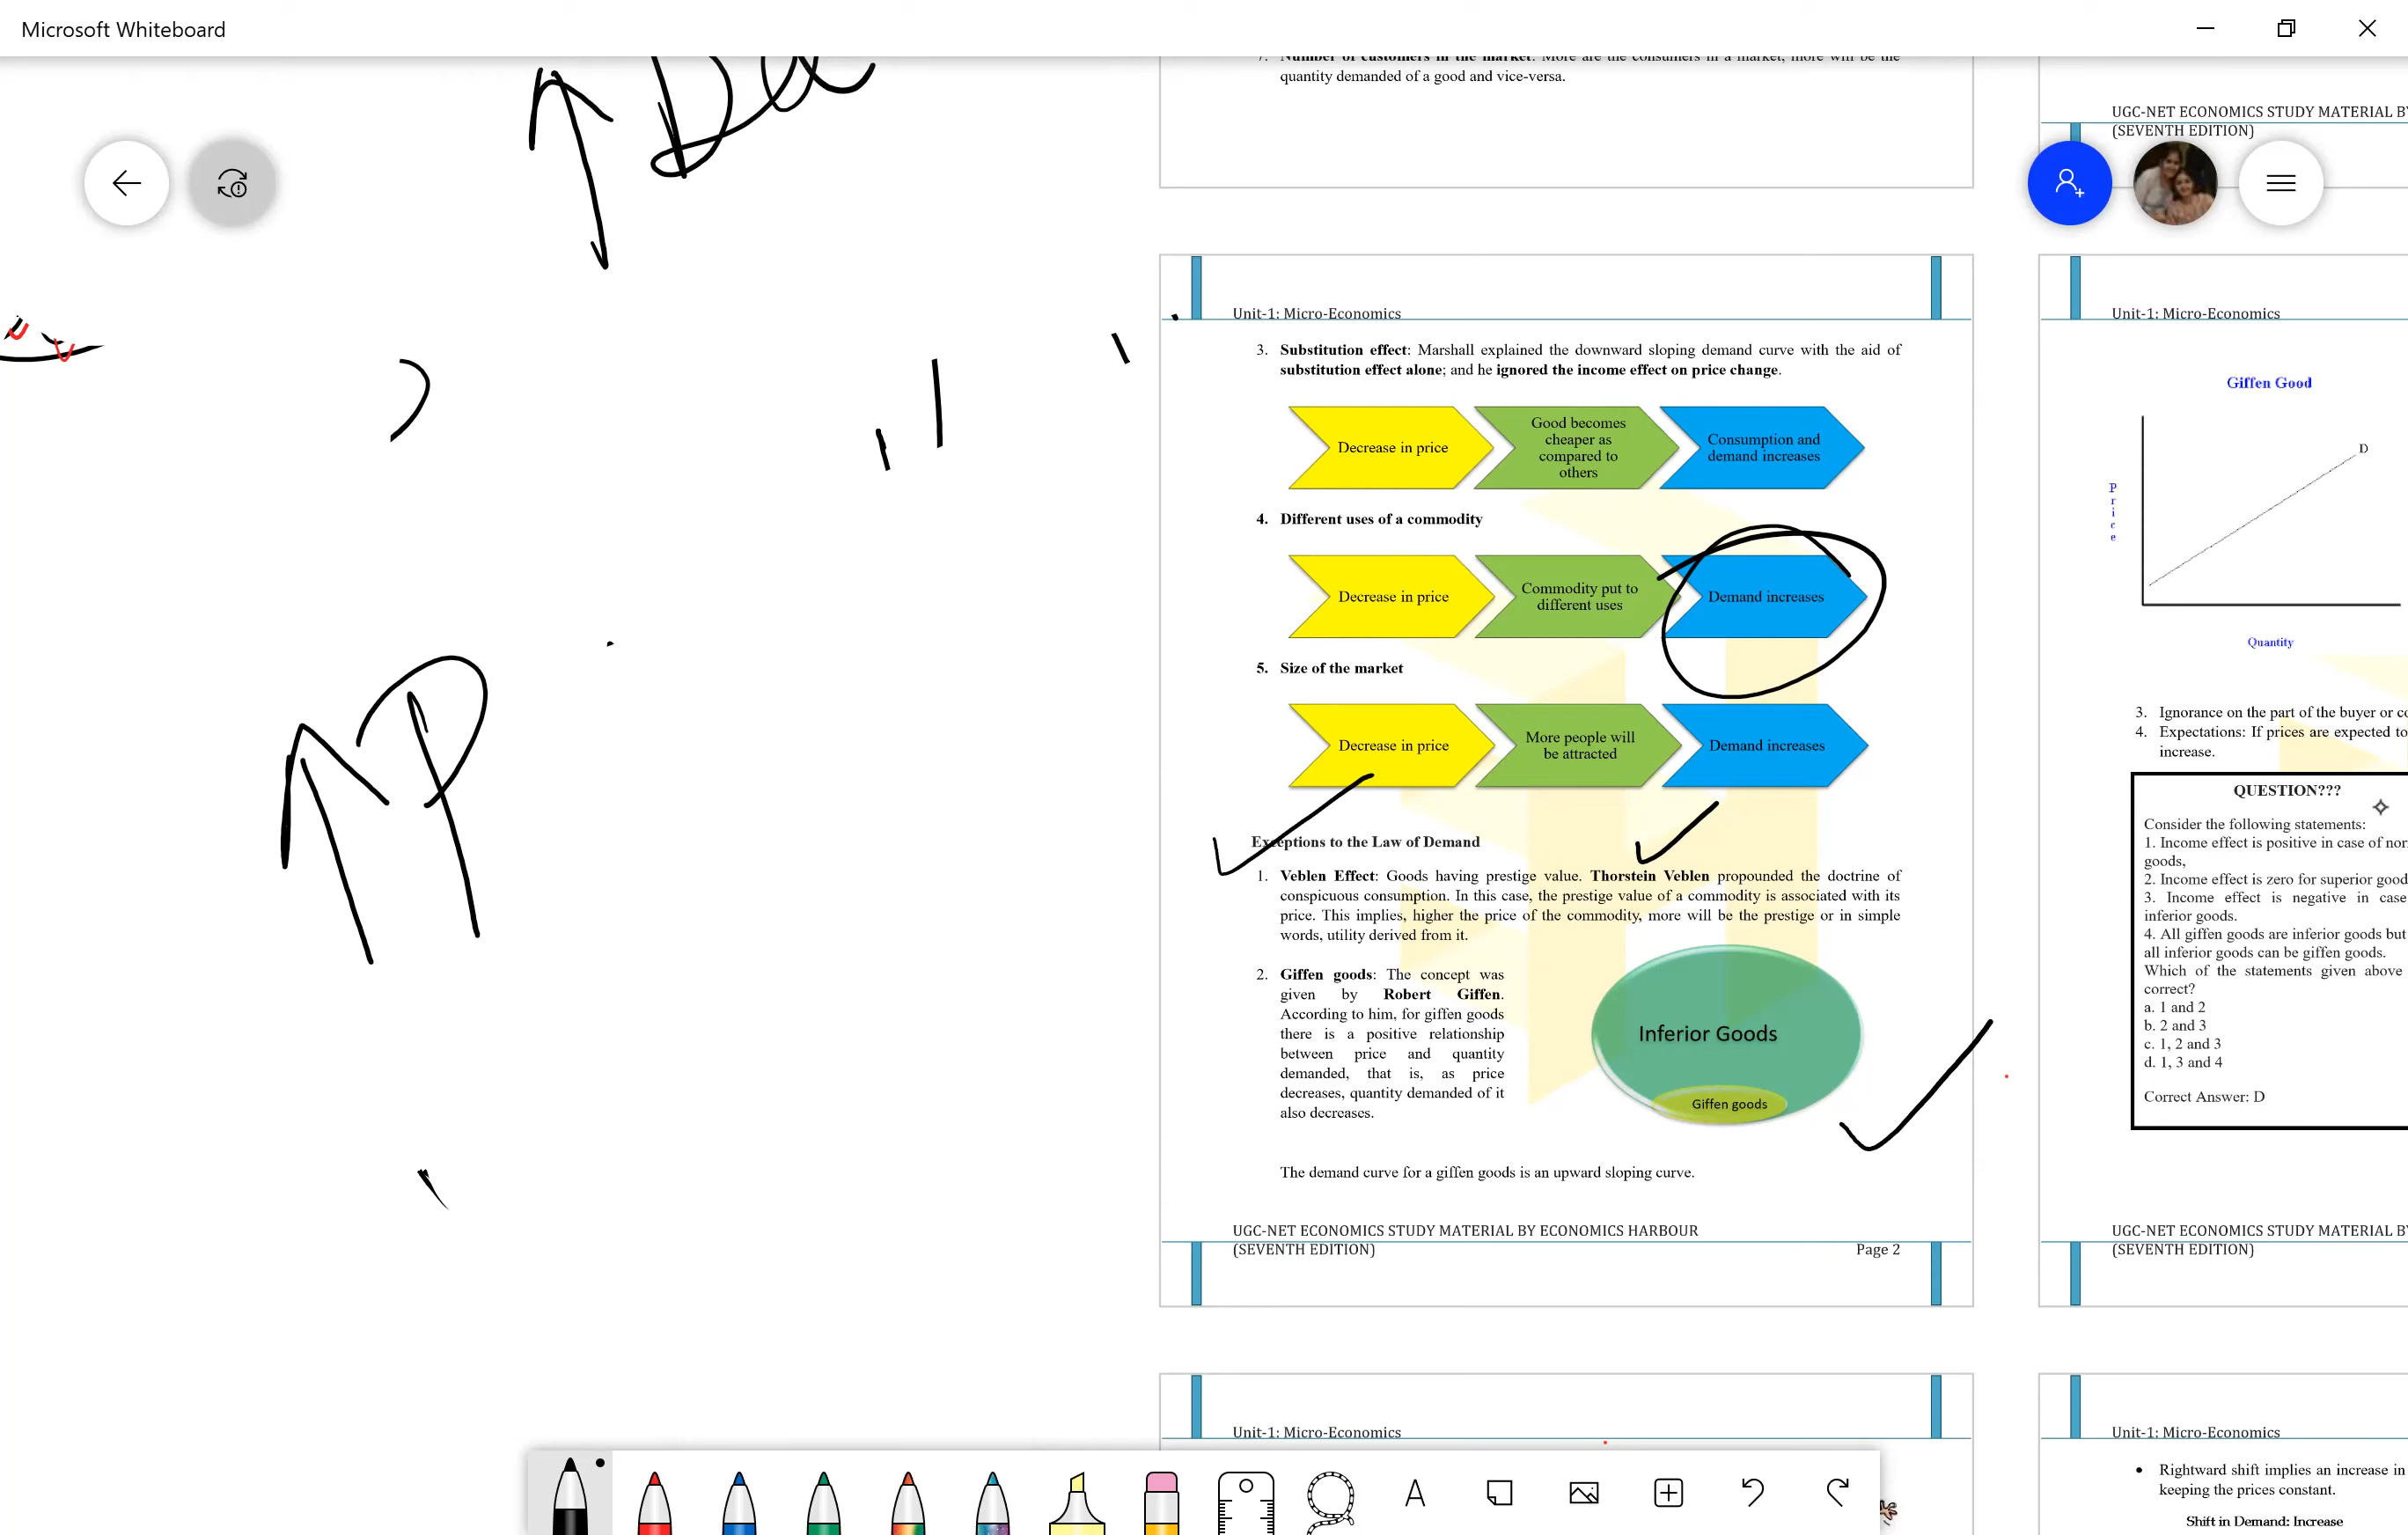 Microsoft Whiteboard
7. Number of customers in the market: More are the consumers in a market, more will be the
quantity demanded of a good and vice-versa.
Unit-1: Micro-Economics
3. Substitution effect: Marshall explained the downward sloping demand curve with the aid of
substitution effect alone; and he ignored the income effect on price change.
Decrease in price
Good becomes
cheaper as
compared to
others
Consumption and
demand increases
4. Different uses of a commodity
Decrease in price
Commodity put to
different uses
Demand increases
5. Size of the market
Decrease in price
More people will
be attracted
Demand increases
Exceptions to the Law of Demand
1. Veblen Effect: Goods having prestige value. Thorstein Veblen propounded the doctrine of
conspicuous consumption. In this case, the prestige value of a commodity is associated with its
price. This implies, higher the price of the commodity, more will be the prestige or in simple
words, utility derived from it.
2. Giffen goods: The concept was
given by Robert Giffen.
According to him, for giffen goods
there is a positive relationship
between price and quantity
demanded, that is, as price
decreases, quantity demanded of it
also decreases.
Inferior Goods
Giffen goods
The demand curve for a giffen goods is an upward sloping curve.
UGC-NET ECONOMICS STUDY MATERIAL BY ECONOMICS HARBOUR
(SEVENTH EDITION)
Page 2
Unit-1: Micro-Economics
UGC-NET ECONOMICS STUDY MATERIAL
(SEVENTH EDITION)
Unit-1: Micro-Economics
Giffen Good
Price
D
Quantity
3. Ignorance on the part of the buyer or
4. Expectations: If prices are expected to
increase.
QUESTION???
Consider the following statements:
1. Income effect is positive in case of
goods,
2. Income effect is zero for superior
3. Income effect is negative in case
inferior goods.
4. All giffen goods are inferior goods but
all inferior goods can be giffen goods.
Which of the statements given above
correct?
a. 1 and 2
b. 2 and 3
c. 1, 2 and 3
d. 1, 3 and 4
Correct Answer: D
UGC-NET ECONOMICS STUDY MATERIAL
(SEVENTH EDITION)
Unit-1: Micro-Economics
• Rightward shift implies an increase in
keeping the prices constant.
Shift in Demand: Increase
P